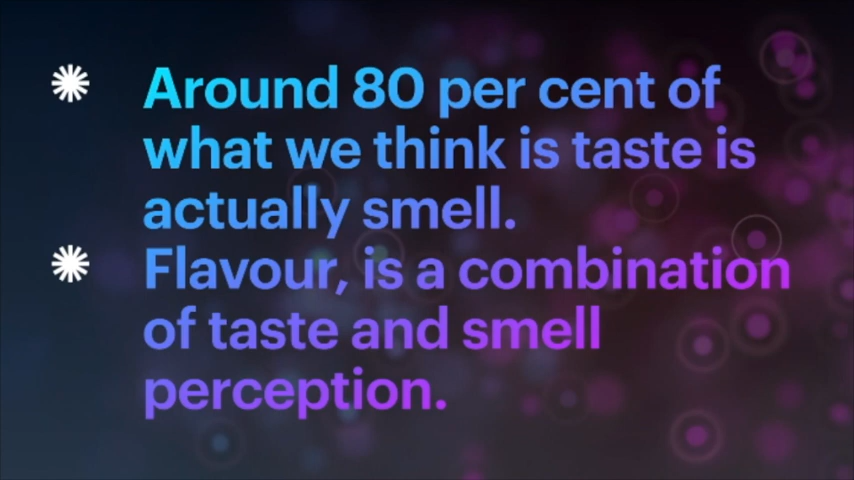 Around 80 per cent of
what we think is taste is
actually smell.
Flavour, is a combination
of taste and smell
perception.